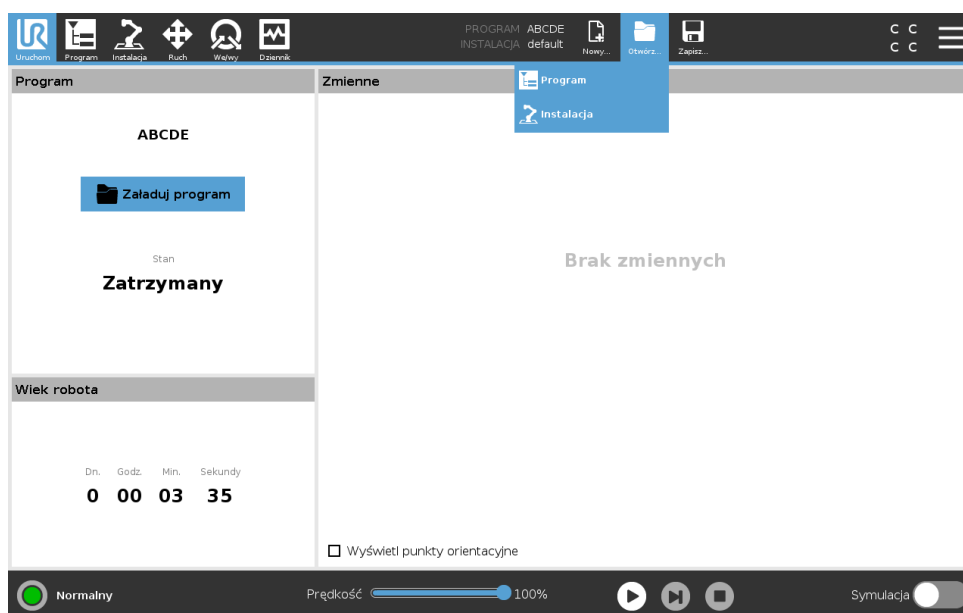 UR
PROGRAM ABCDE
INSTALACJA default
C C
C C
Uruchom Program Instalacja Ruch We/wy Dziennik Nowy... Otwórz... Zapisz...
Program
Instalacja
Program
ABCDE
Załaduj program
Stan
Zatrzymany
Wiek robota
Dn. Godz. Min. Sekundy
0 00 03 35
Zmienne
Brak zmiennych
Wyświetl punkty orientacyjne
Normalny
Prędkość 100%
Symulacja